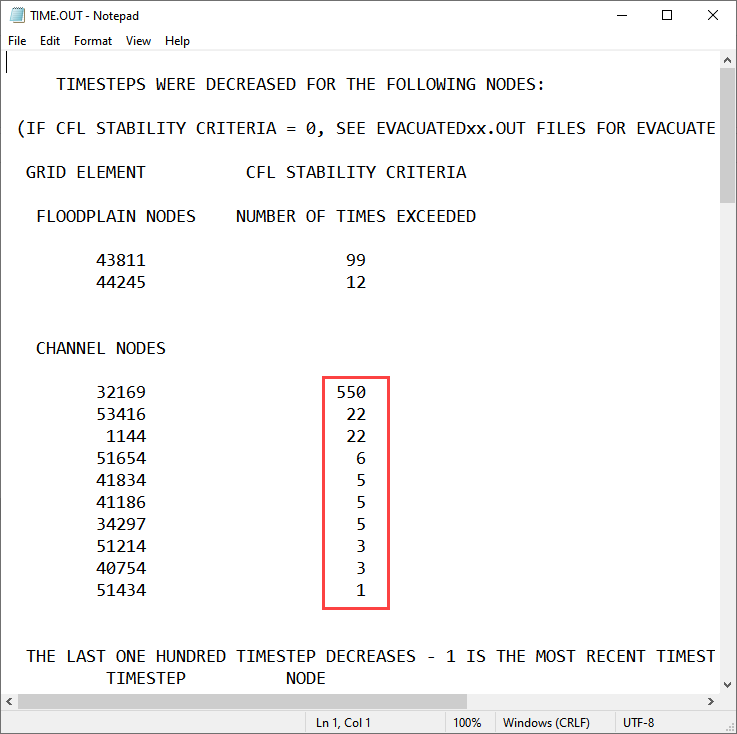 TIME.OUT - Notepad
File Edit Format View Help
TIMESTEPS WERE DECREASED FOR THE FOLLOWING NODES:
(IF CFL STABILITY CRITERIA = 0, SEE EVACUATEDxx.OUT FILES FOR EVACUATE
GRID ELEMENT CFL STABILITY CRITERIA
FLOODPLAIN NODES NUMBER OF TIMES EXCEEDED
43811 99
44245 12
CHANNEL NODES
32169 550
53416 22
1144 22
51654 6
41834 5
41186 5
34297 5
51214 3
40754 3
51434 1
THE LAST ONE HUNDRED TIMESTEP DECREASES - 1 IS THE MOST RECENT TIMEST
TIMESTEP NODE
Ln 1, Col 1 100% Windows (CRLF) UTF-8